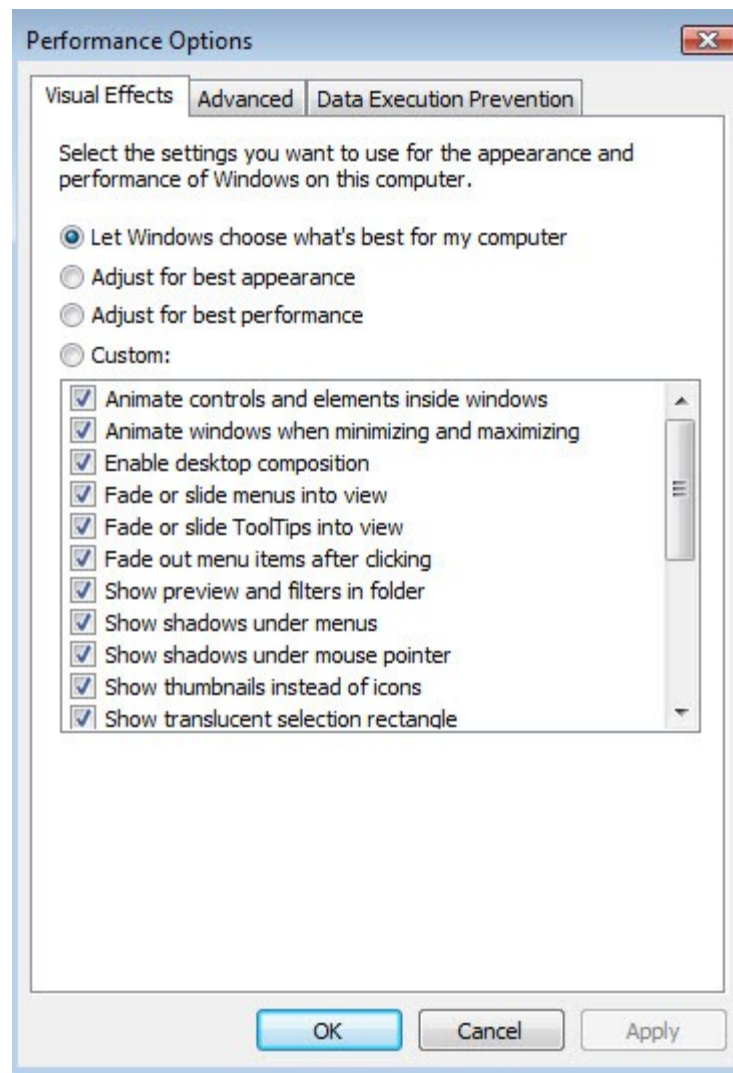 Performance Options
Visual Effects
Advanced
Data Execution Prevention
Select the settings you want to use for the appearance and
performance of Windows on this computer.
Let Windows choose what's best for my computer
Adjust for best appearance
Adjust for best performance
Custom:
Animate controls and elements inside windows
Animate windows when minimizing and maximizing
Enable desktop composition
Fade or slide menus into view
Fade or slide ToolTips into view
Fade out menu items after clicking
Show preview and filters in folder
Show shadows under menus
Show shadows under mouse pointer
Show thumbnails instead of icons
Show translucent selection rectangle
OK
Cancel
Apply